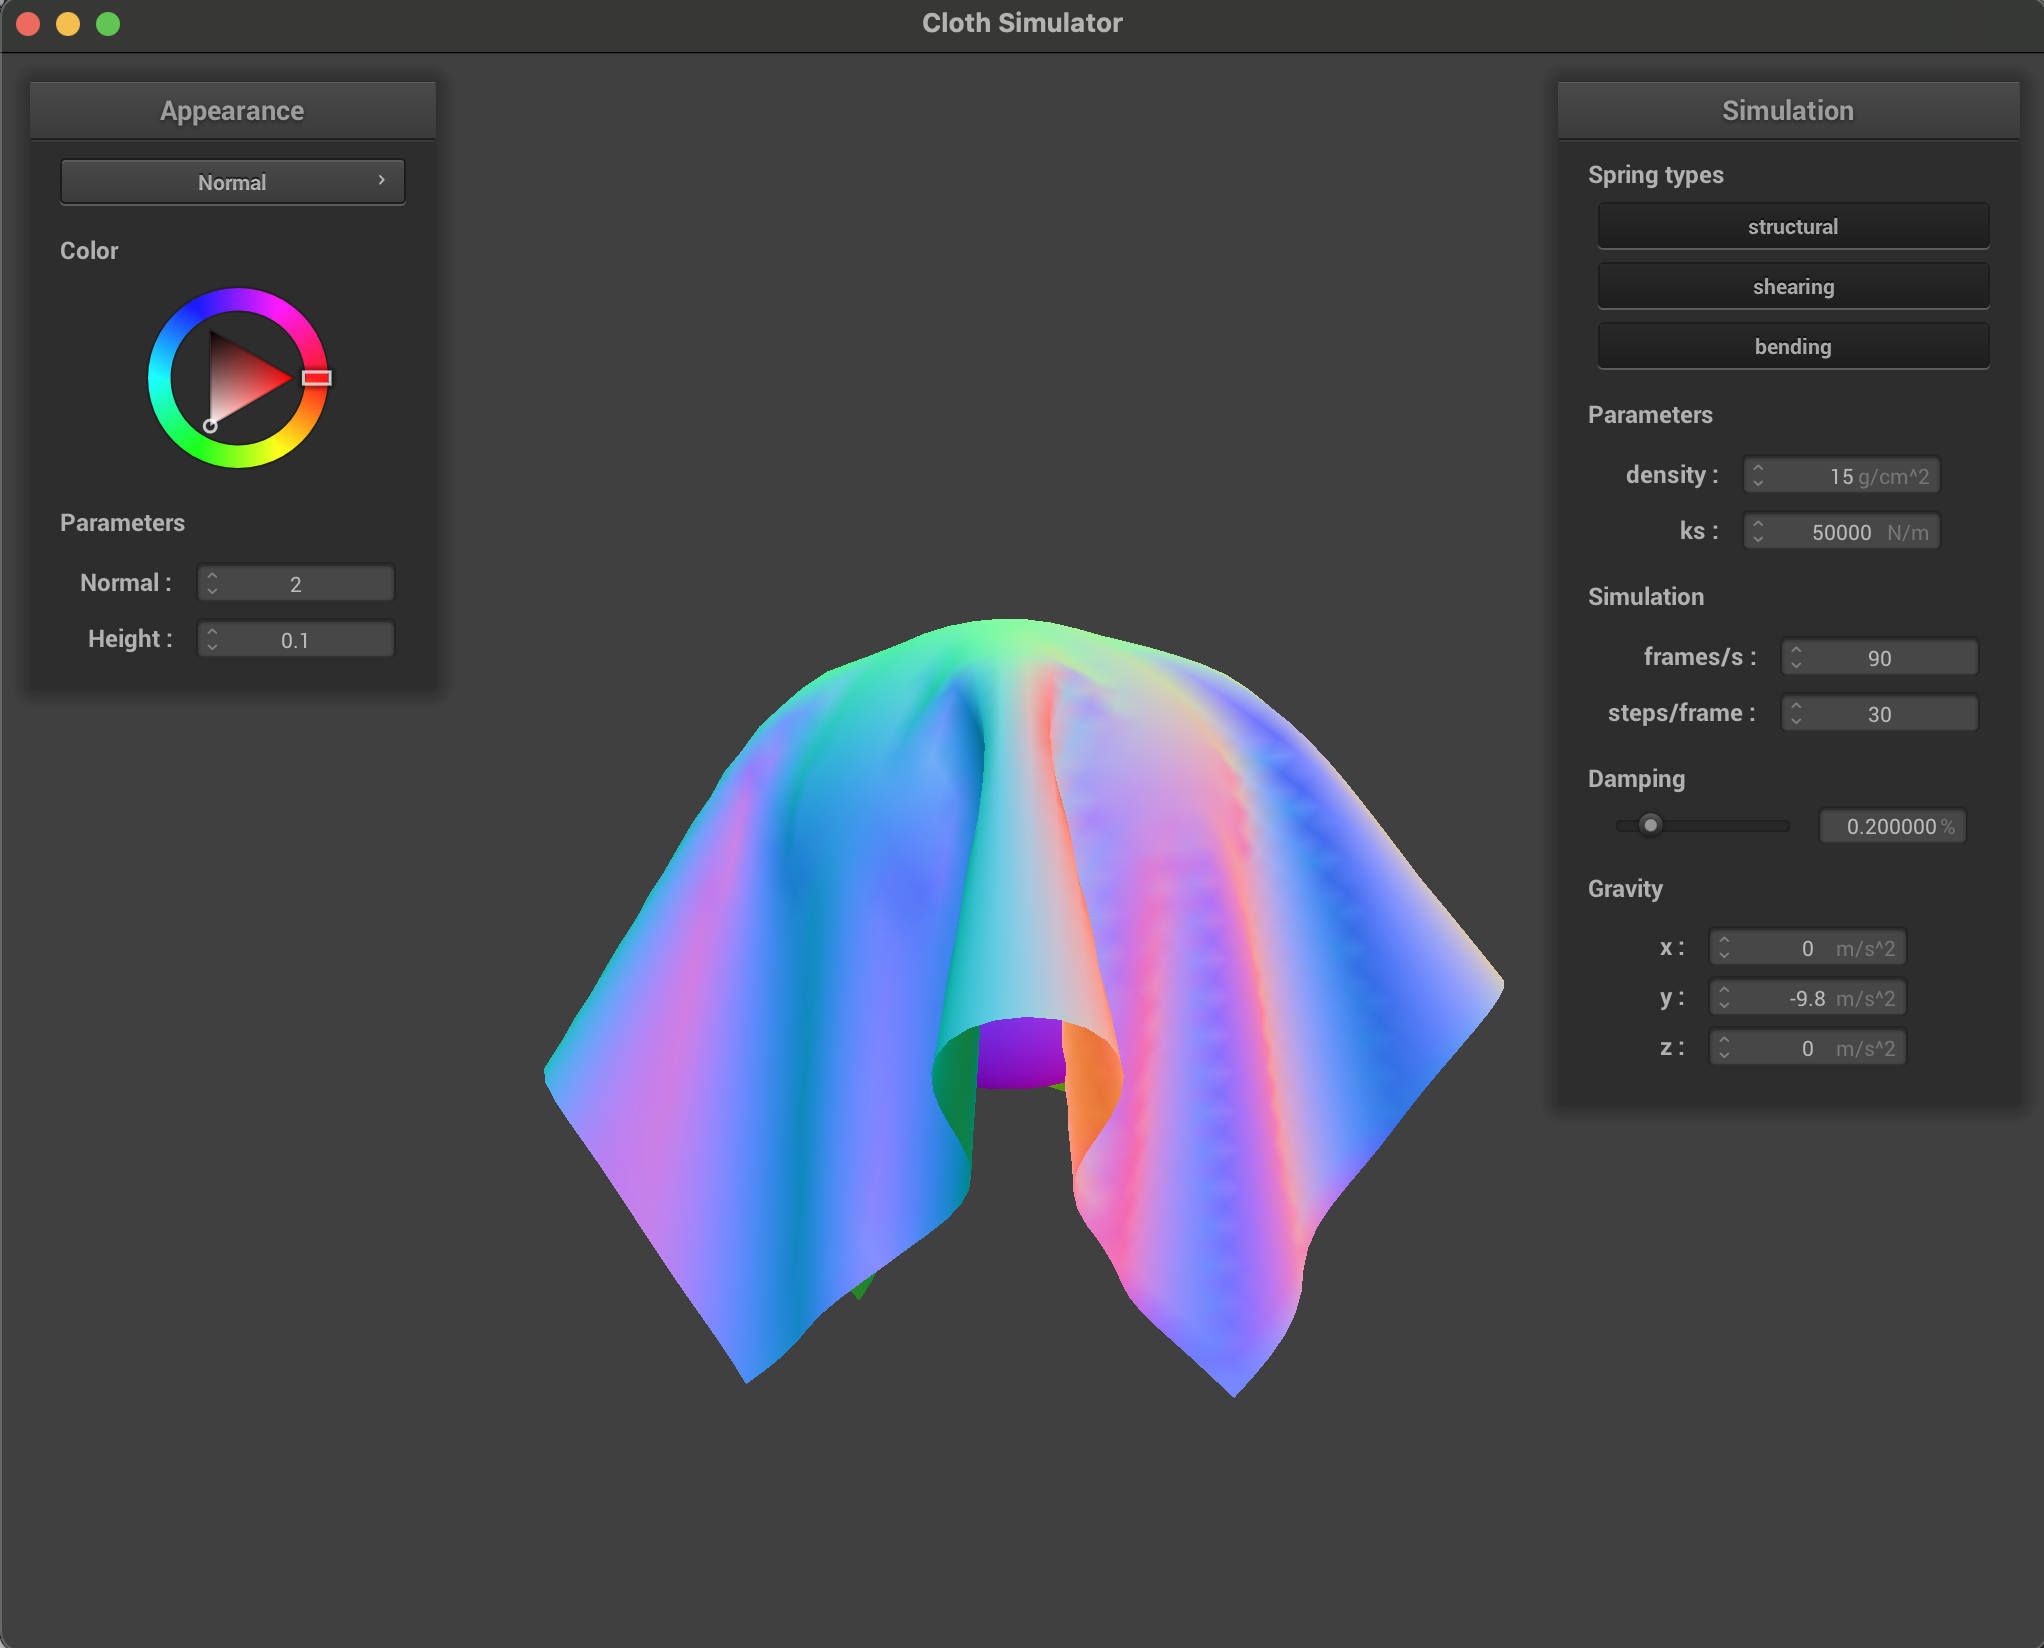 Cloth Simulator
Appearance
Normal
Color
Parameters
Normal : 2
Height : 0.1
Simulation
Spring types
structural
shearing
bending
Parameters
density : 15 g/cm^2
ks : 50000 N/m
Simulation
frames/s : 90
steps/frame : 30
Damping
0.200000 %
Gravity
x : 0 m/s^2
y : -9.8 m/s^2
z : 0 m/s^2